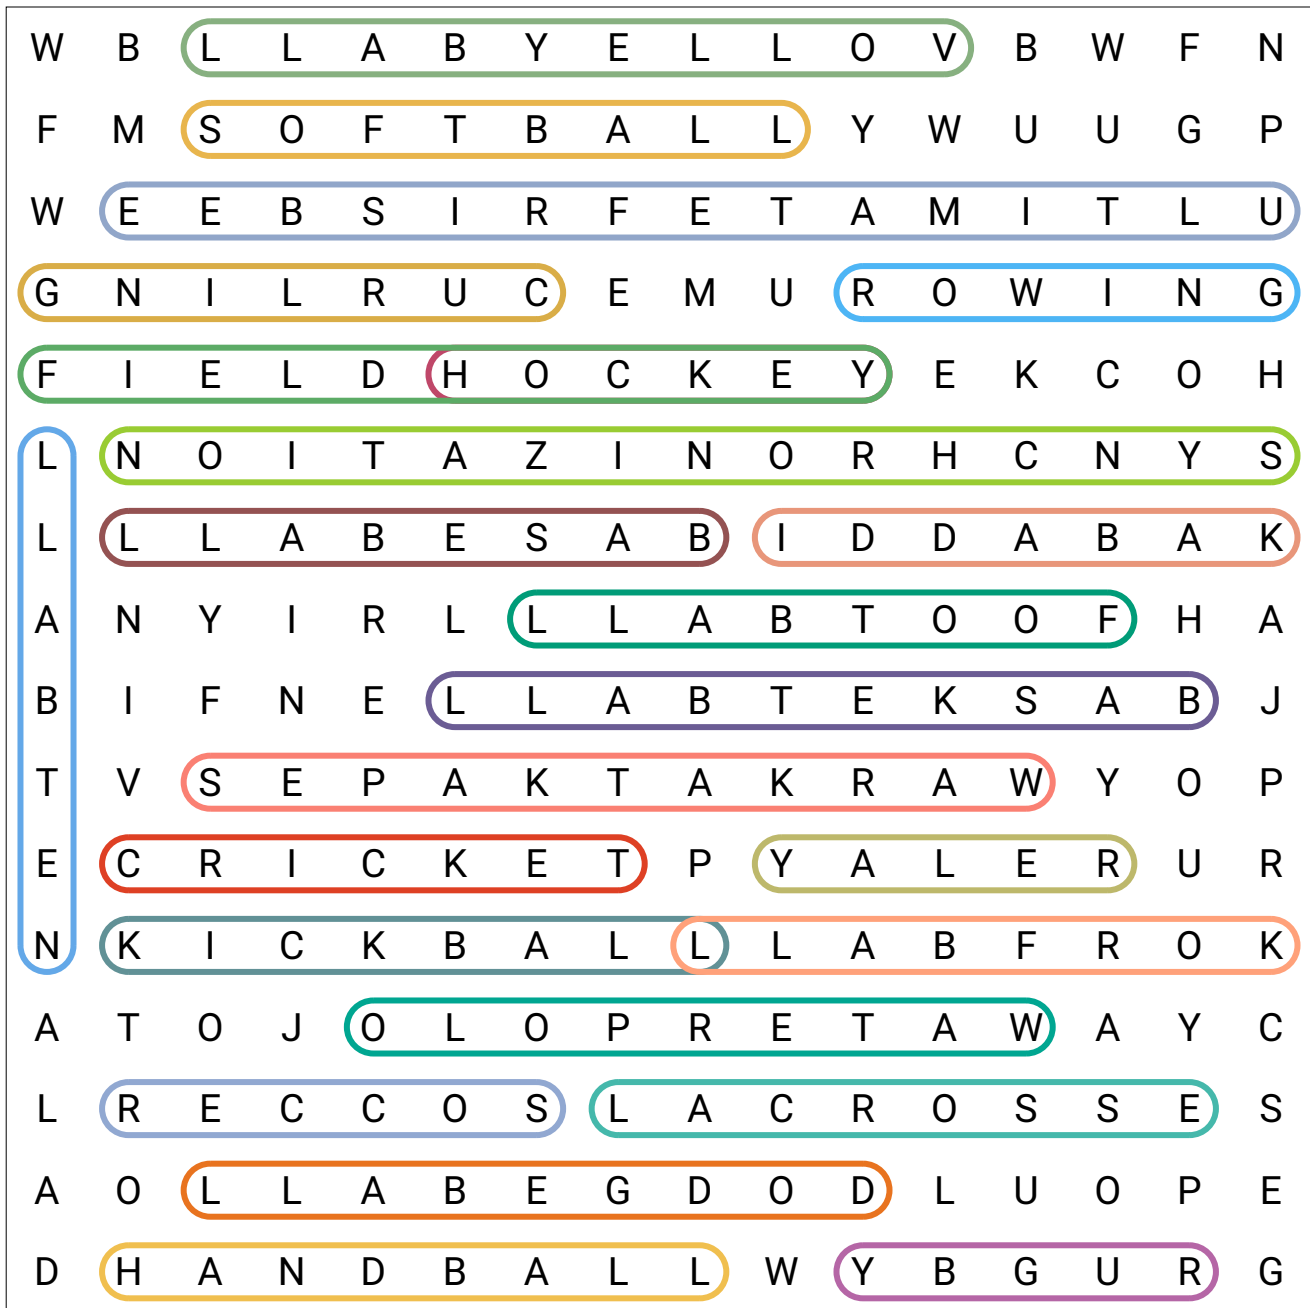 W B L L A B Y E L L O V B W F N
F M S O F T B A L L Y W U U G P
W E E B S I R F E T A M I T L U
G N I L R U C E M U R O W I N G
F I E L D H O C K E Y E K C O H
L N O I T A Z I N O R H C N Y S
L L L A B E S A B I D D A B A K
A N Y I R L L L A B T O O F H A
B I F N E L L A B T E K S A B J
T V S E P A K T A K R A W Y O P
E C R I C K E T P Y A L E R U R
N K I C K B A L L L A B F R O K
A T O J O L O P R E T A W A Y C
L R E C C O S L A C R O S S E S
A O L L A B E G D O D L U O P E
D H A N D B A L L W Y B G U R G